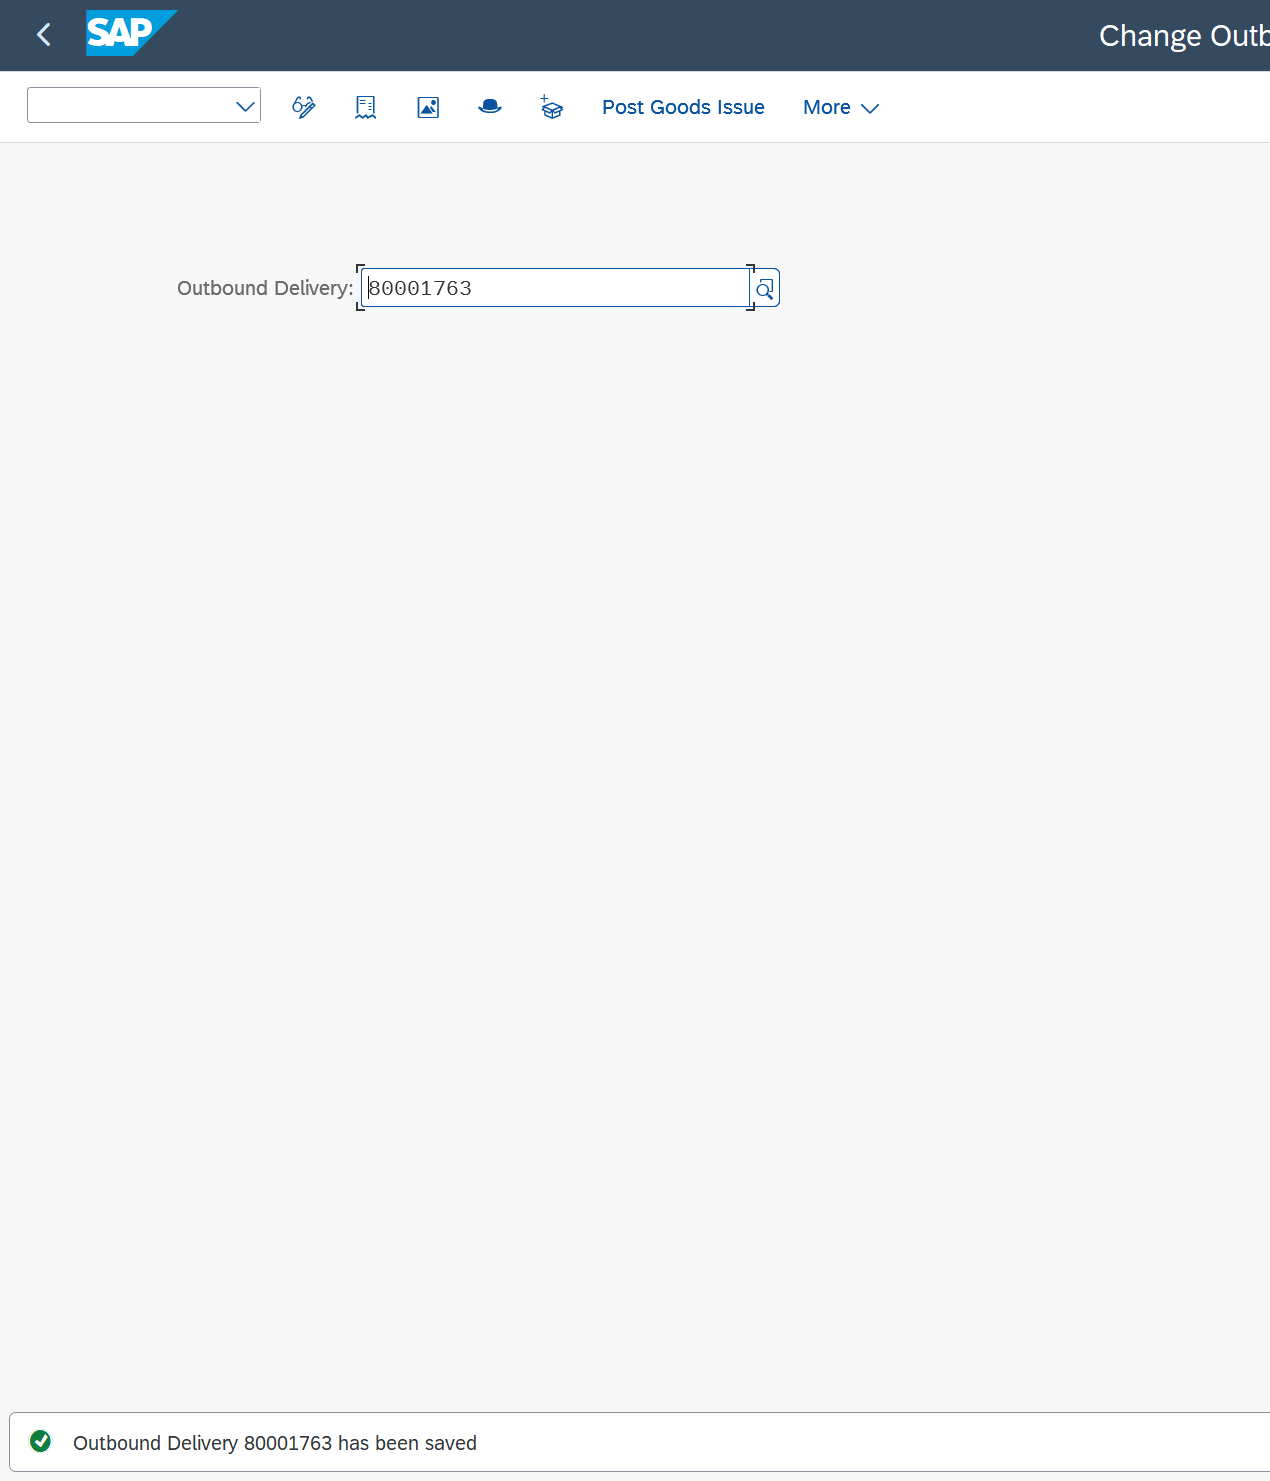 SAP
Change Outb
Post Goods Issue
More
Outbound Delivery:
80001763
Outbound Delivery 80001763 has been saved